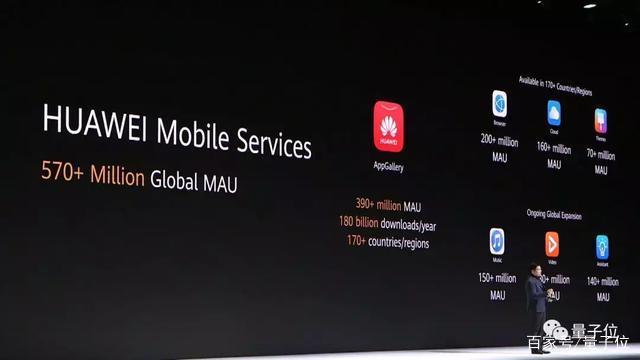 HUAWEI Mobile Services
570+ Million Global MAU
HUAWEI
AppGallery
390+ million MAU
180 billion downloads/year
170+ countries/regions
Available in 170+ Countries/Regions
Browser
Cloud
Themes
200+ million
MAU
160+ million
MAU
70+ million
MAU
Ongoing Global Expansion
Music
Video
Assistant
150+ million
MAU
million
MAU
140+ million
MAU
量子位
百家号/量子位